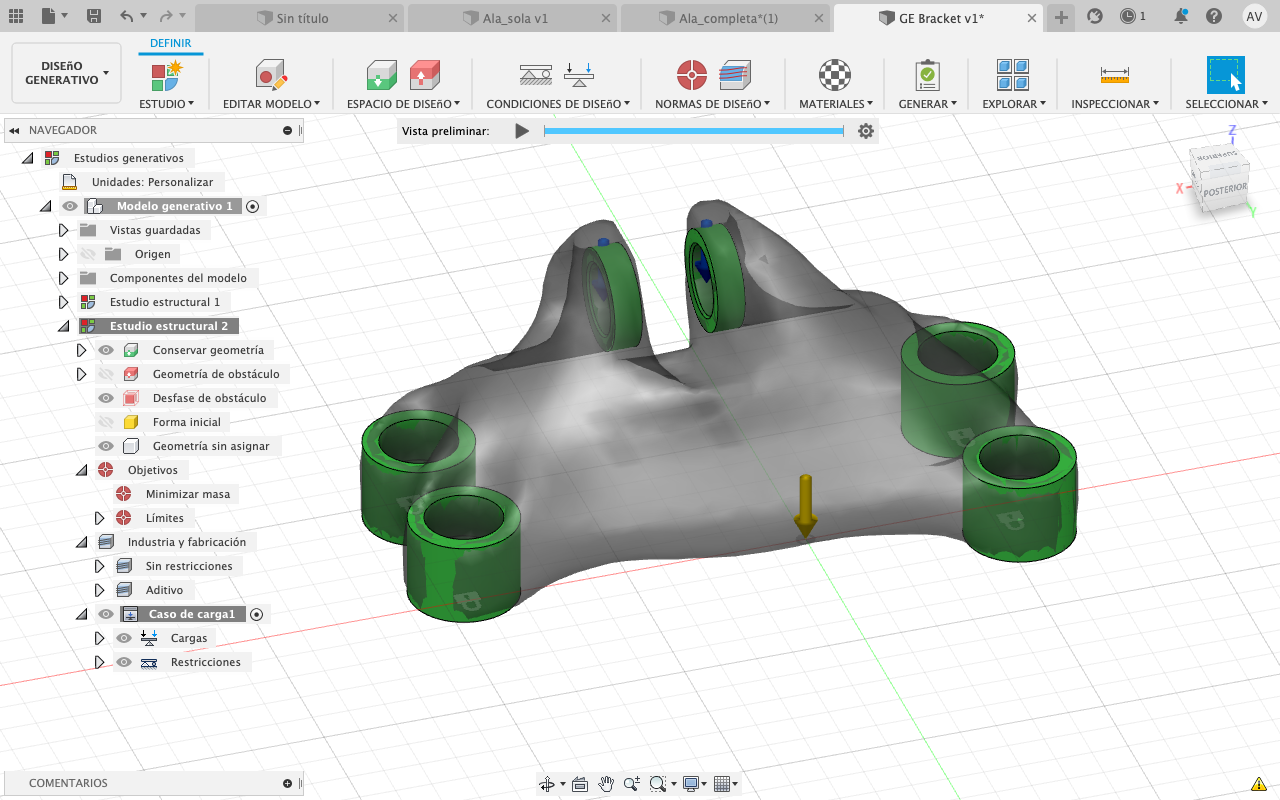 Sin título
Ala_sola v1
Ala_completa*(1)
GE Bracket v1*
1
AV
DISEñO
GENERATIVO
DEFINIR
ESTUDIO
EDITAR MODELO
ESPACIO DE DISEñO
CONDICIONES DE DISEñO
NORMAS DE DISEñO
MATERIALES
GENERAR
EXPLORAR
INSPECCIONAR
SELECCIONAR
NAVEGADOR
Vista preliminar:
Z
X
POSTERIOR
SUPERIOR
Y
Estudios generativos
Unidades: Personalizar
Modelo generativo 1
Vistas guardadas
Origen
Componentes del modelo
Estudio estructural 1
Estudio estructural 2
Conservar geometría
Geometría de obstáculo
Desfase de obstáculo
Forma inicial
Geometría sin asignar
Objetivos
Minimizar masa
Límites
Industria y fabricación
Sin restricciones
Aditivo
Caso de carga1
Cargas
Restricciones
COMENTARIOS